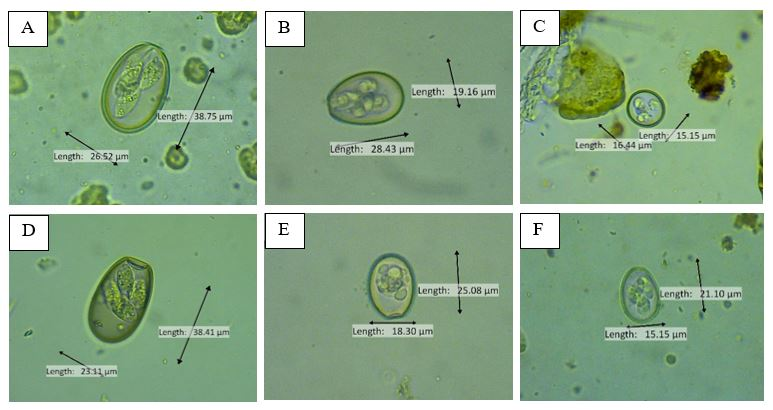 A
Length: 38.75 µm
Length: 26.52 µm
B
Length: 19.16 µm
Length: 28.43 µm
C
Length: 15.15 µm
Length: 16.44 µm
D
Length: 38.41 µm
Length: 23.11 µm
E
Length: 25.08 µm
Length: 18.30 µm
F
Length: 21.10 µm
Length: 15.15 µm